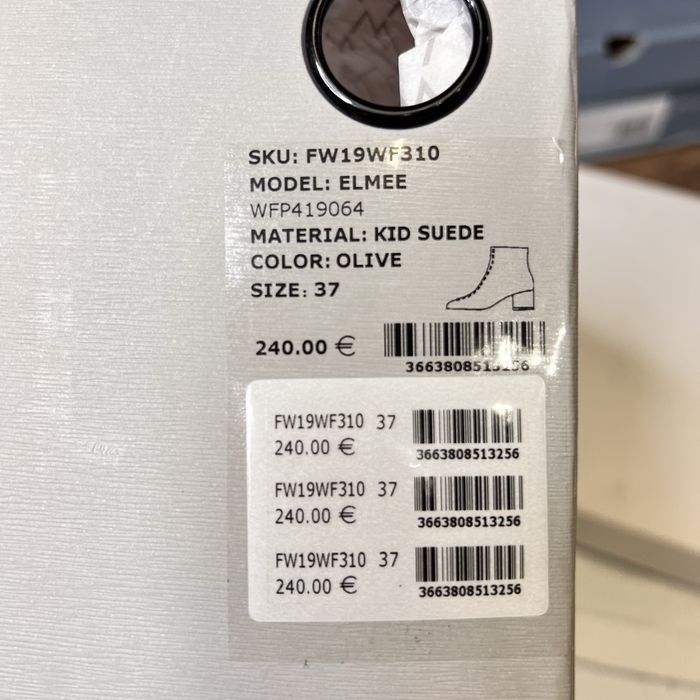 SKU: FW19WF310
MODEL: ELMEE
WFP419064
MATERIAL: KID SUEDE
COLOR: OLIVE
SIZE: 37
240.00 €
3663808513256
FW19WF310 37
240.00 €
3663808513256
FW19WF310 37
240.00 €
3663808513256
FW19WF310 37
240.00 €
3663808513256